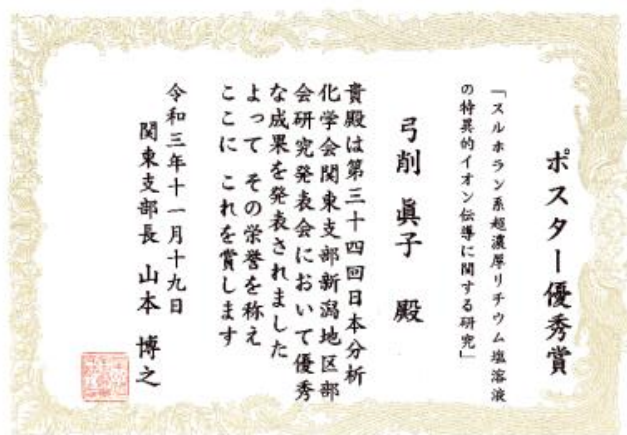 ポスター優秀賞
「スルホラン系超濃厚リチウム塩溶液
の特異的イオン伝導に関する研究」
弓削 眞子 殿
貴殿は第三十四回日本分析
化学会関東支部新潟地区部
会研究発表会において優秀
な成果を発表されました
よって その栄誉を称え
ここに これを賞します
令和三年十一月十九日
関東支部長 山本 博之